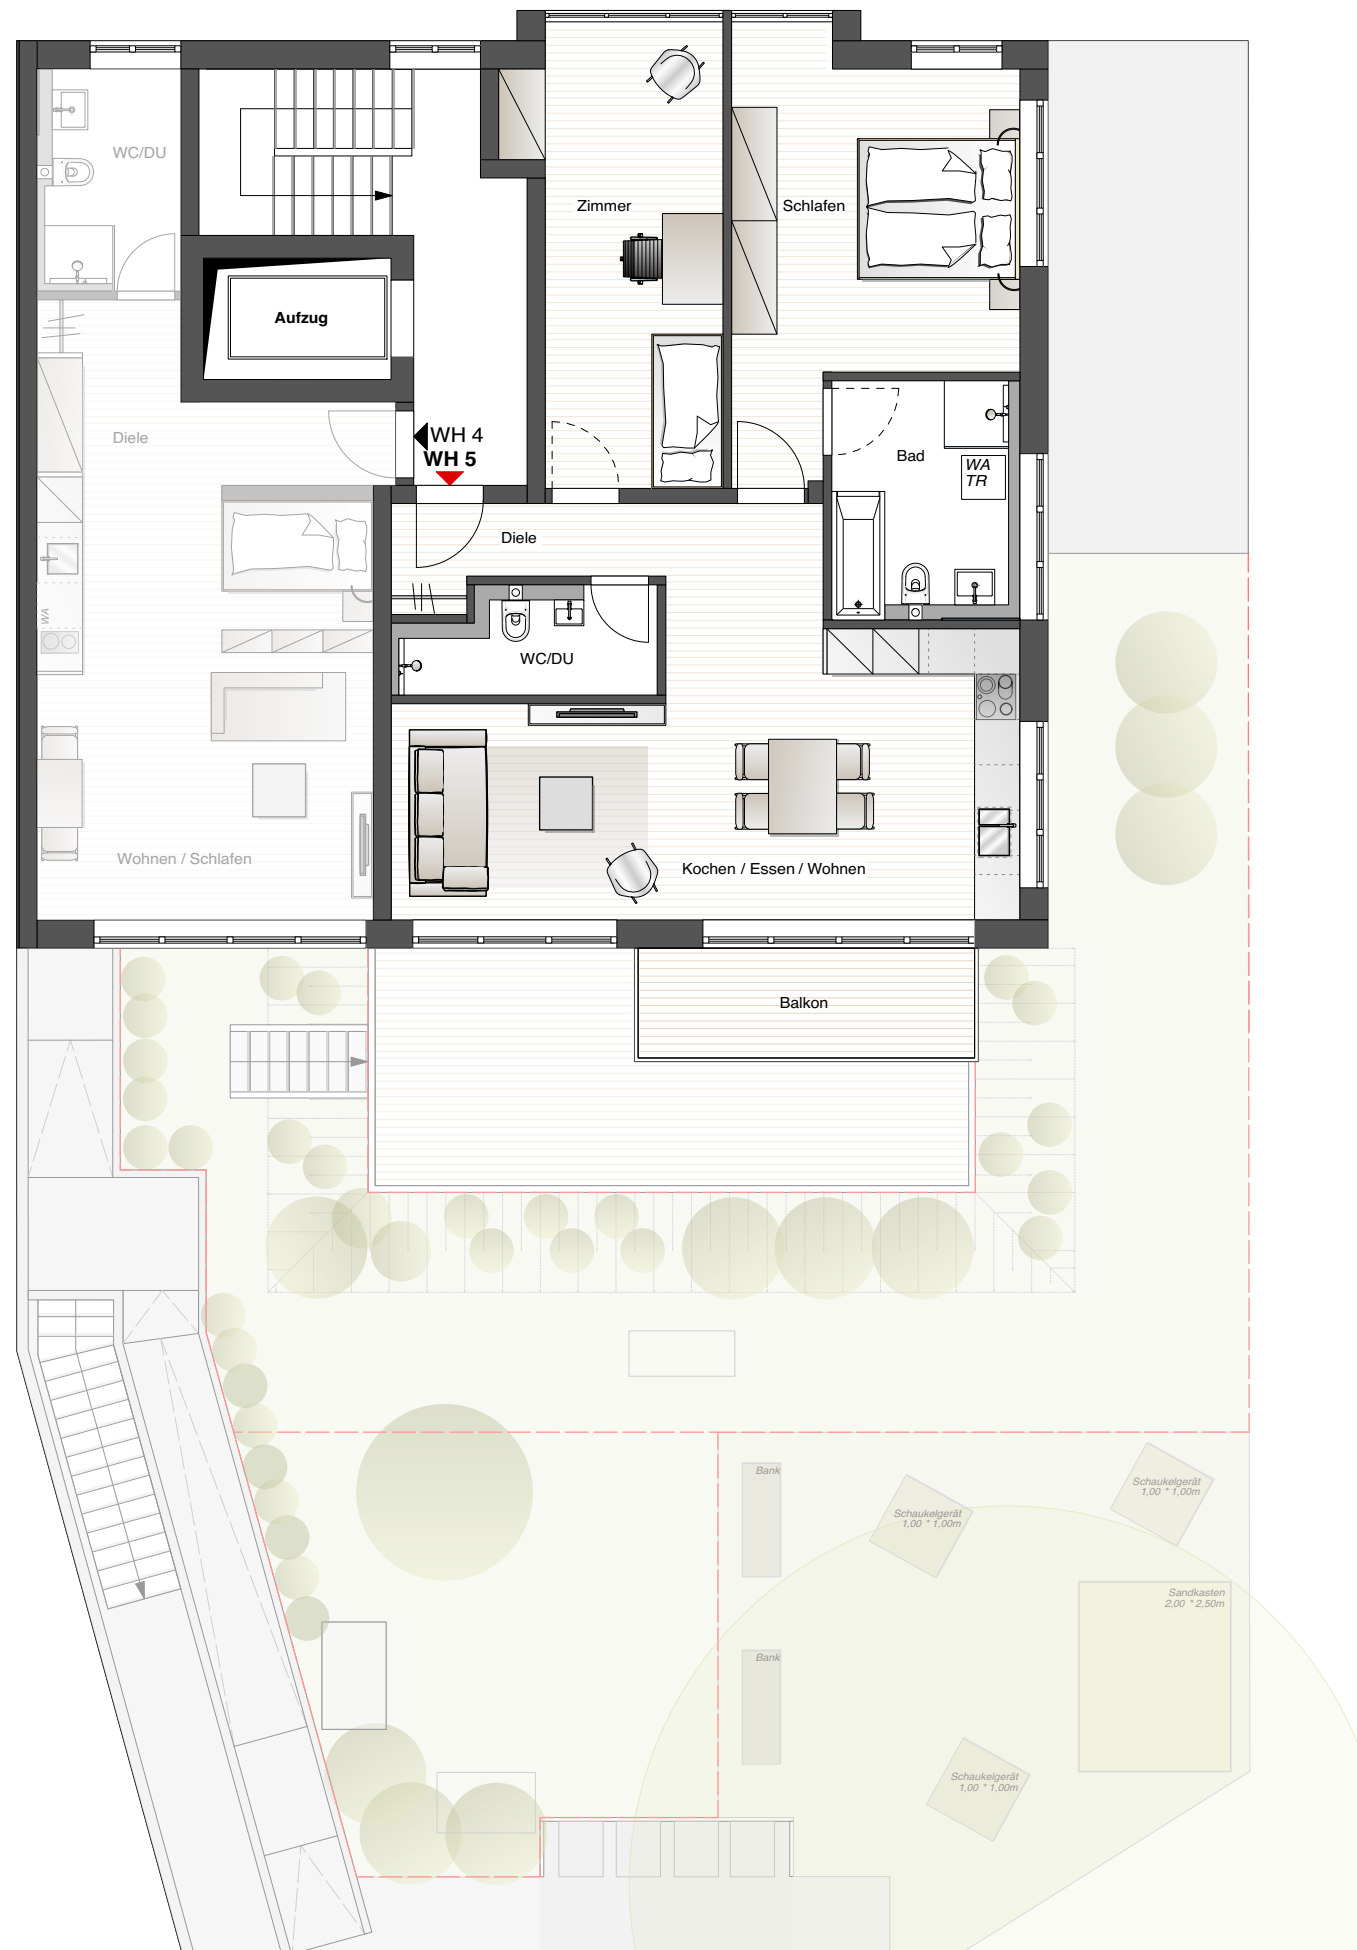 WC/DU
Zimmer
Schlafen
Aufzug
Diele
WH 4
WH 5
Bad
WA
TR
Diele
WA
WC/DU
Wohnen / Schlafen
Kochen / Essen / Wohnen
Balkon
Bank
Schaukelgerät
1,00 * 1,00m
Schaukelgerät
1,00 * 1,00m
Sandkasten
2,00 * 2,50m
Bank
Schaukelgerät
1,00 * 1,00m